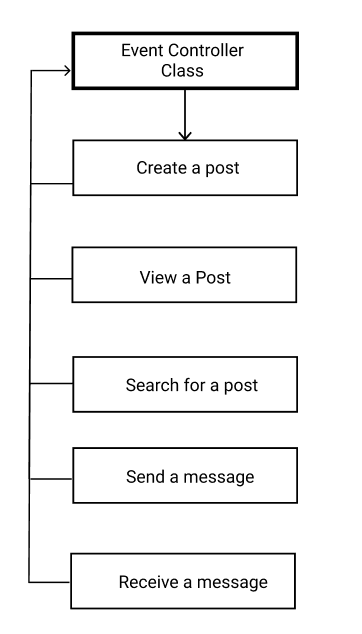 Event Controller
Class
Create a post
View a Post
Search for a post
Send a message
Receive a message